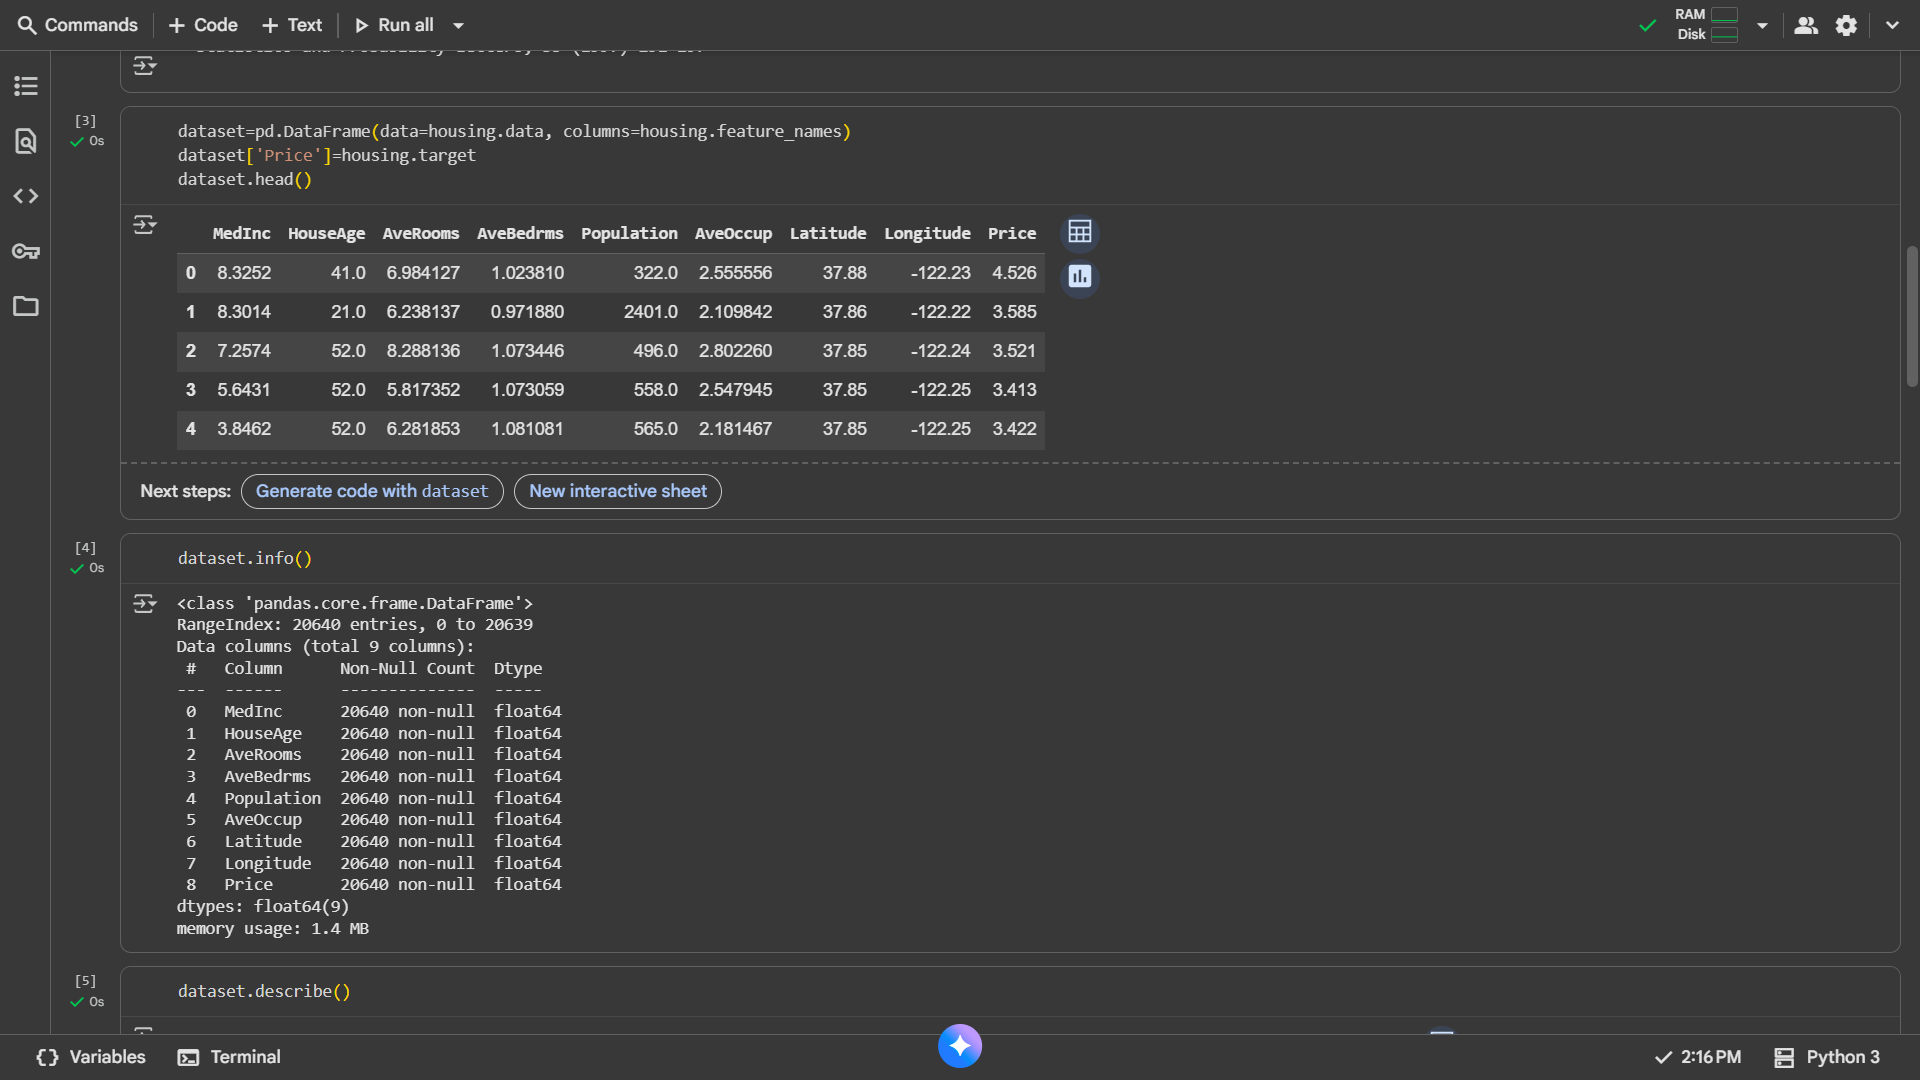 Commands + Code + Text Run all
RAM
Disk
[3]
0s
dataset=pd.DataFrame(data=housing.data, columns=housing.feature_names)
dataset['Price']=housing.target
dataset.head()
MedInc HouseAge AveRooms AveBedrms Population AveOccup Latitude Longitude Price
0 8.3252 41.0 6.984127 1.023810 322.0 2.555556 37.88 -122.23 4.526
1 8.3014 21.0 6.238137 0.971880 2401.0 2.109842 37.86 -122.22 3.585
2 7.2574 52.0 8.288136 1.073446 496.0 2.802260 37.85 -122.24 3.521
3 5.6431 52.0 5.817352 1.073059 558.0 2.547945 37.85 -122.25 3.413
4 3.8462 52.0 6.281853 1.081081 565.0 2.181467 37.85 -122.25 3.422
Next steps: Generate code with dataset New interactive sheet
[4]
0s
dataset.info()
<class 'pandas.core.frame.DataFrame'>
RangeIndex: 20640 entries, 0 to 20639
Data columns (total 9 columns):
# Column Non-Null Count Dtype
--- ------ -------------- -----
0 MedInc 20640 non-null float64
1 HouseAge 20640 non-null float64
2 AveRooms 20640 non-null float64
3 AveBedrms 20640 non-null float64
4 Population 20640 non-null float64
5 AveOccup 20640 non-null float64
6 Latitude 20640 non-null float64
7 Longitude 20640 non-null float64
8 Price 20640 non-null float64
dtypes: float64(9)
memory usage: 1.4 MB
[5]
0s
dataset.describe()
Variables Terminal 2:16 PM Python 3